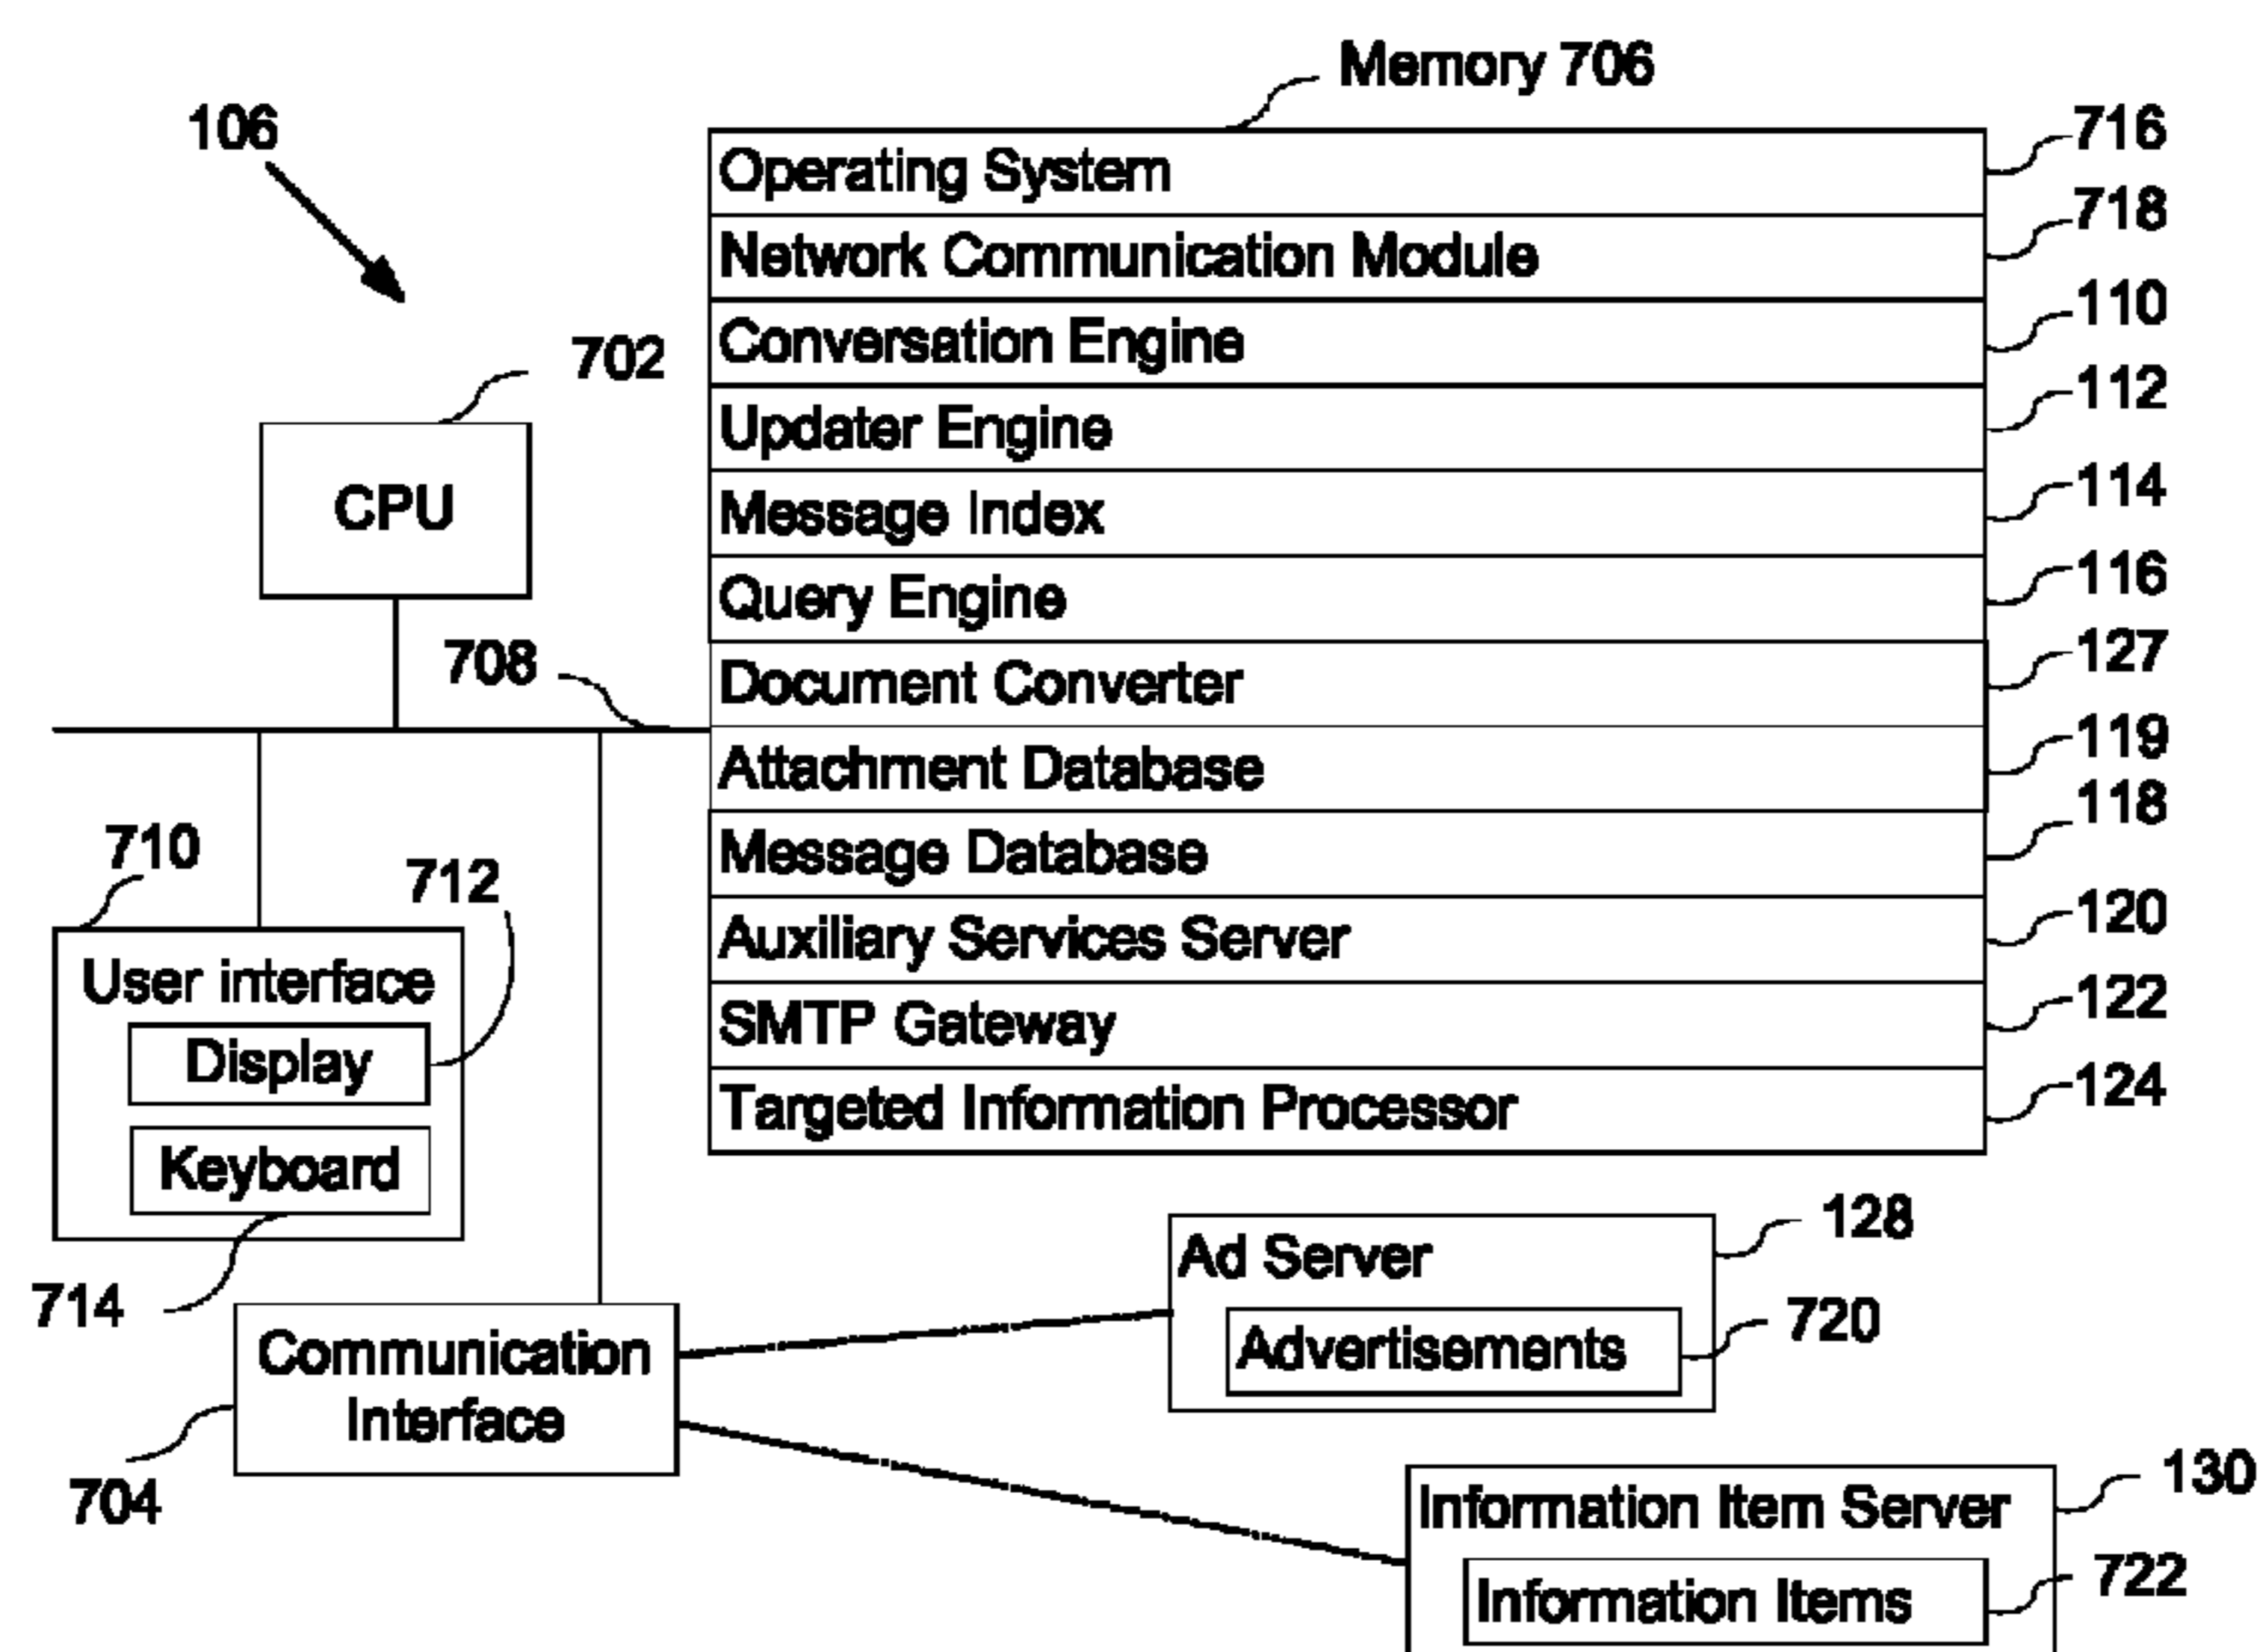 Memory 706
106
Operating System 716
Network Communication Module 718
Conversation Engine 110
702
Updater Engine 112
CPU
Message Index 114
Query Engine 116
708
Document Converter 127
Attachment Database 119
710
Message Database 118
712
Auxiliary Services Server 120
User interface
SMTP Gateway 122
Display
Targeted Information Processor 124
Keyboard
714
Ad Server 128
Advertisements 720
Communication
Interface
704
Information Item Server 130
Information Items 722